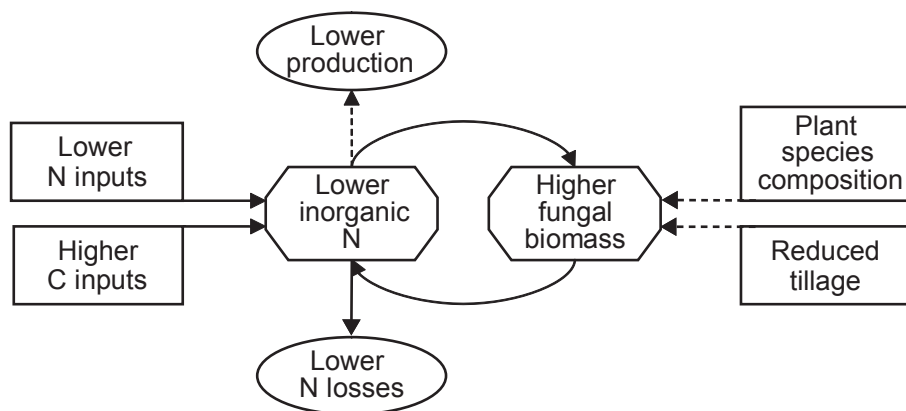 Lower
production
Lower
N inputs
Higher
C inputs
Lower
inorganic
N
Higher
fungal
biomass
Plant
species
composition
Reduced
tillage
Lower
N losses